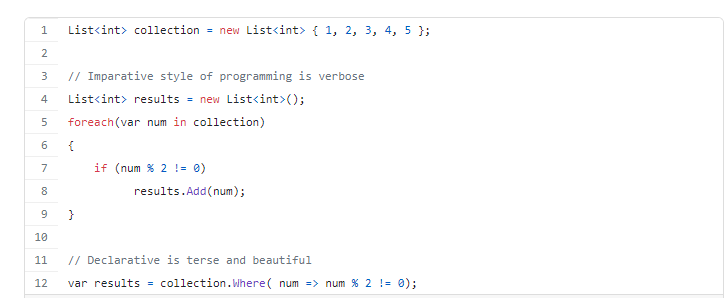 1 List<int> collection = new List<int> { 1, 2, 3, 4, 5 };
2
3 // Imparative style of programming is verbose
4 List<int> results = new List<int>();
5 foreach(var num in collection)
6 {
7     if (num % 2 != 0)
8           results.Add(num);
9 }
10
11 // Declarative is terse and beautiful
12 var results = collection.Where( num => num % 2 != 0);